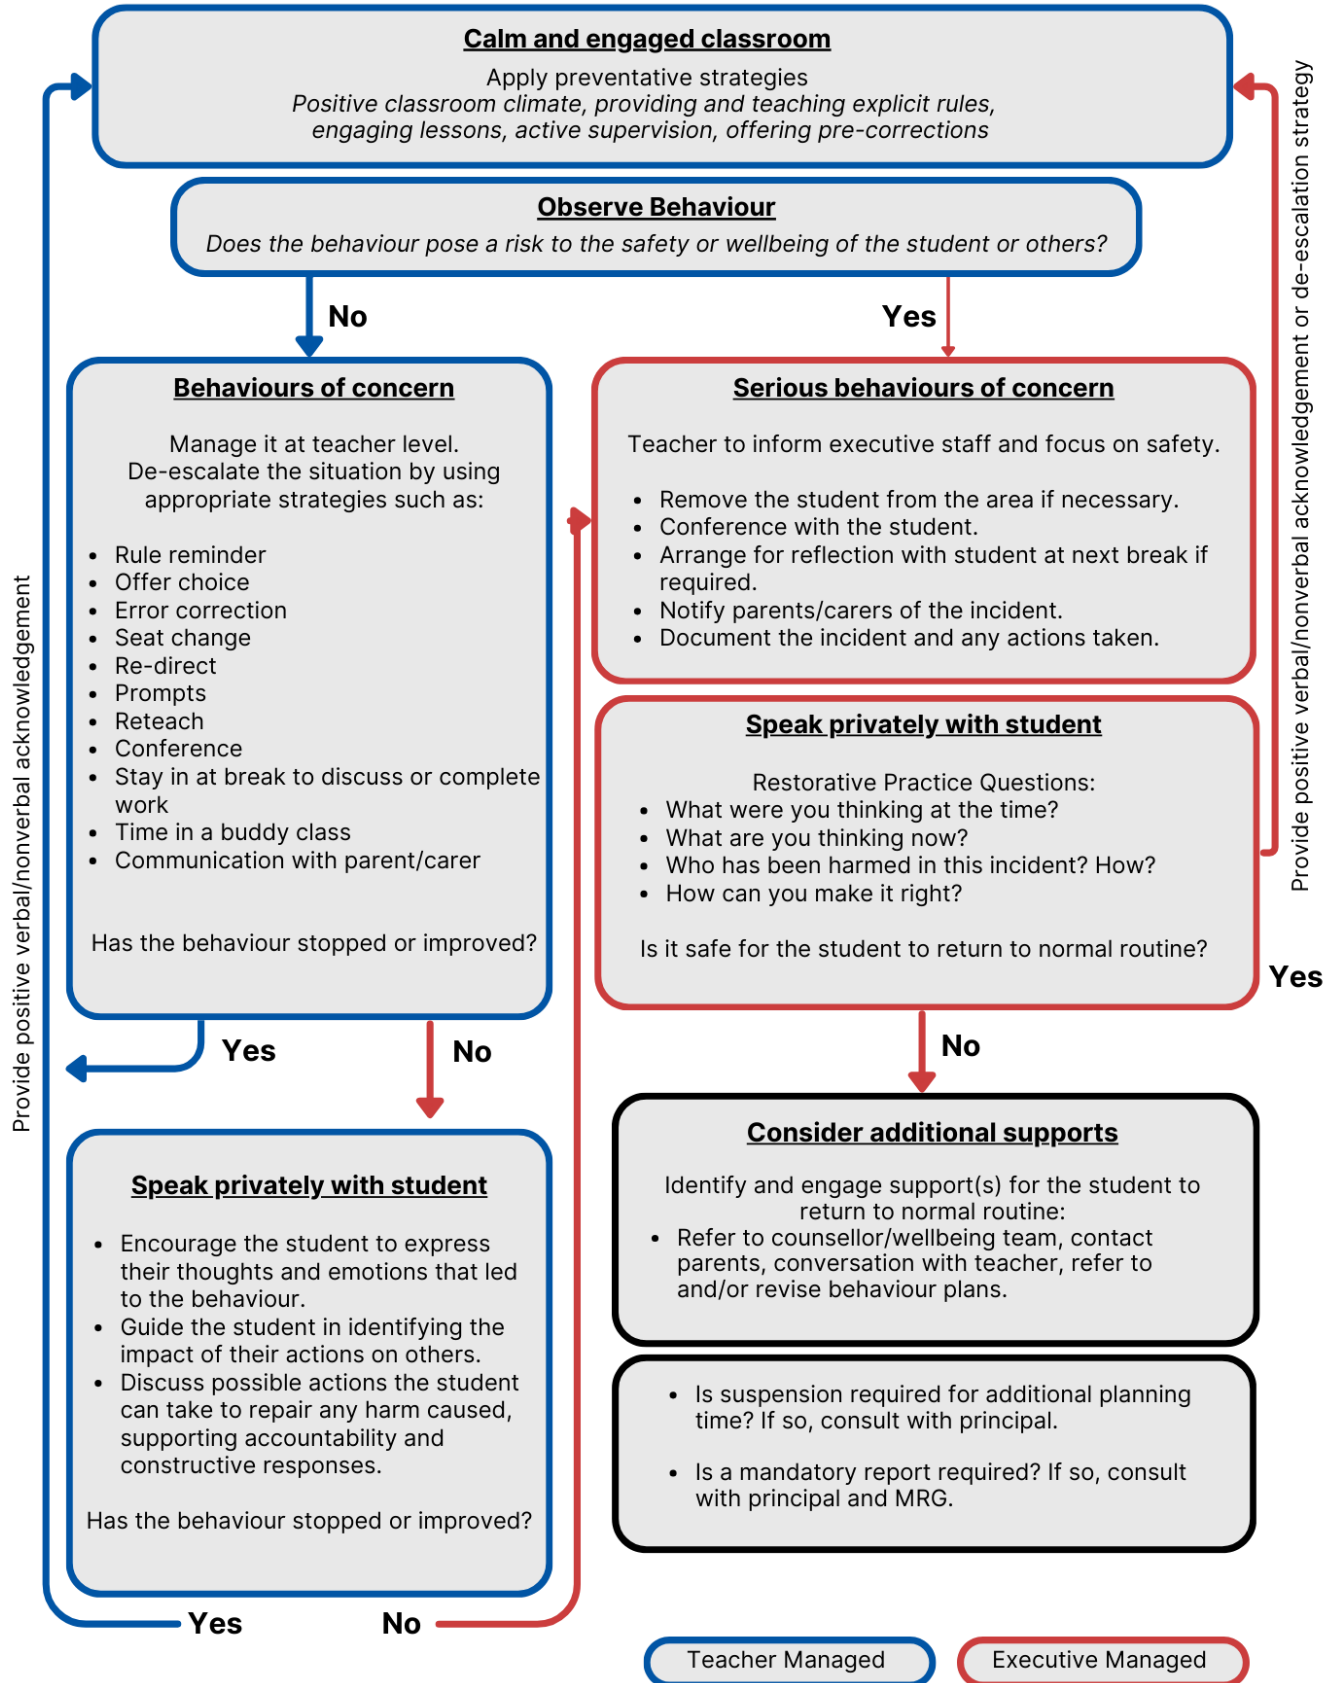 Calm and engaged classroom
Apply preventative strategies
Positive classroom climate, providing and teaching explicit rules,
engaging lessons, active supervision, offering pre-corrections
Observe Behaviour
Does the behaviour pose a risk to the safety or wellbeing of the student or others?
No
Yes
Behaviours of concern
Manage it at teacher level.
De-escalate the situation by using
appropriate strategies such as:
• Rule reminder
• Offer choice
• Error correction
• Seat change
• Re-direct
• Prompts
• Reteach
• Conference
• Stay in at break to discuss or complete
work
• Time in a buddy class
• Communication with parent/carer
Has the behaviour stopped or improved?
Yes
No
Speak privately with student
• Encourage the student to express
their thoughts and emotions that led
to the behaviour.
• Guide the student in identifying the
impact of their actions on others.
• Discuss possible actions the student
can take to repair any harm caused,
supporting accountability and
constructive responses.
Has the behaviour stopped or improved?
Yes
No
Provide positive verbal/nonverbal acknowledgement
Serious behaviours of concern
Teacher to inform executive staff and focus on safety.
• Remove the student from the area if necessary.
• Conference with the student.
• Arrange for reflection with student at next break if
required.
• Notify parents/carers of the incident.
• Document the incident and any actions taken.
Speak privately with student
Restorative Practice Questions:
• What were you thinking at the time?
• What are you thinking now?
• Who has been harmed in this incident? How?
• How can you make it right?
Is it safe for the student to return to normal routine?
Yes
Provide positive verbal/nonverbal acknowledgement or de-escalation strategy
No
Consider additional supports
Identify and engage support(s) for the student to
return to normal routine:
• Refer to counsellor/wellbeing team, contact
parents, conversation with teacher, refer to
and/or revise behaviour plans.
• Is suspension required for additional planning
time? If so, consult with principal.
• Is a mandatory report required? If so, consult
with principal and MRG.
Teacher Managed
Executive Managed